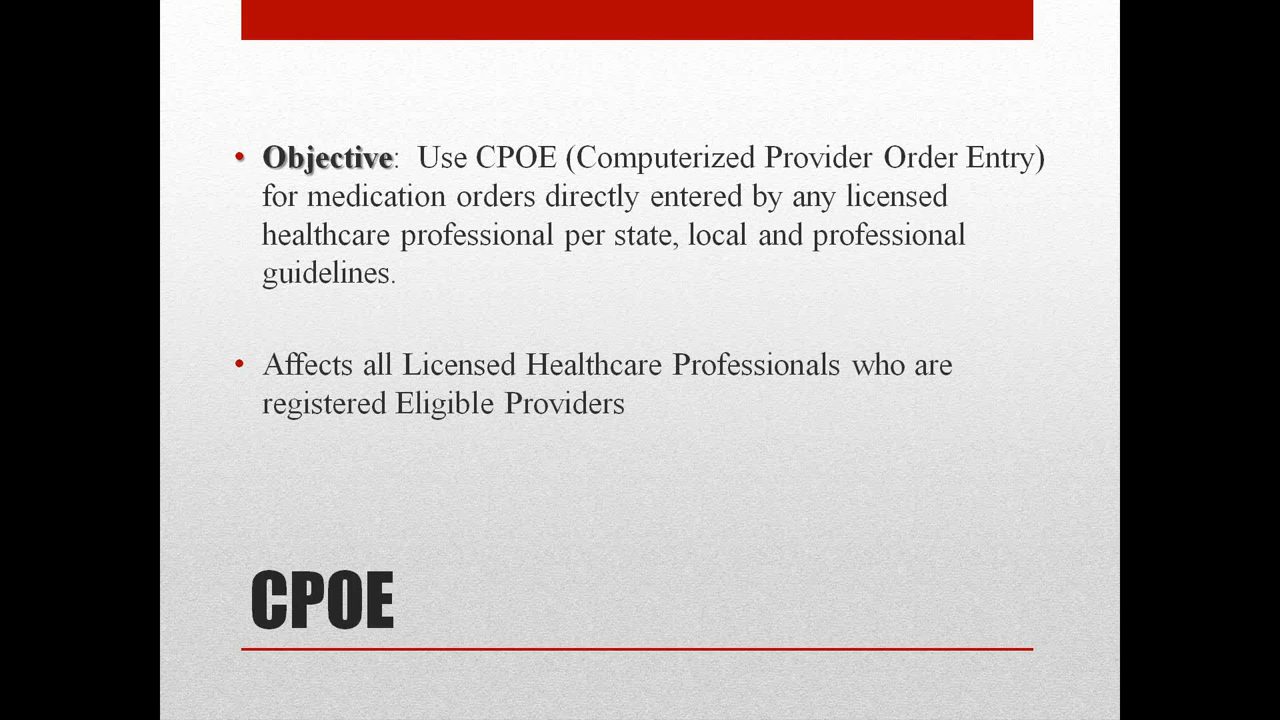 • Objective: Use CPOE (Computerized Provider Order Entry)
for medication orders directly entered by any licensed
healthcare professional per state, local and professional
guidelines.
• Affects all Licensed Healthcare Professionals who are
registered Eligible Providers
CPOE